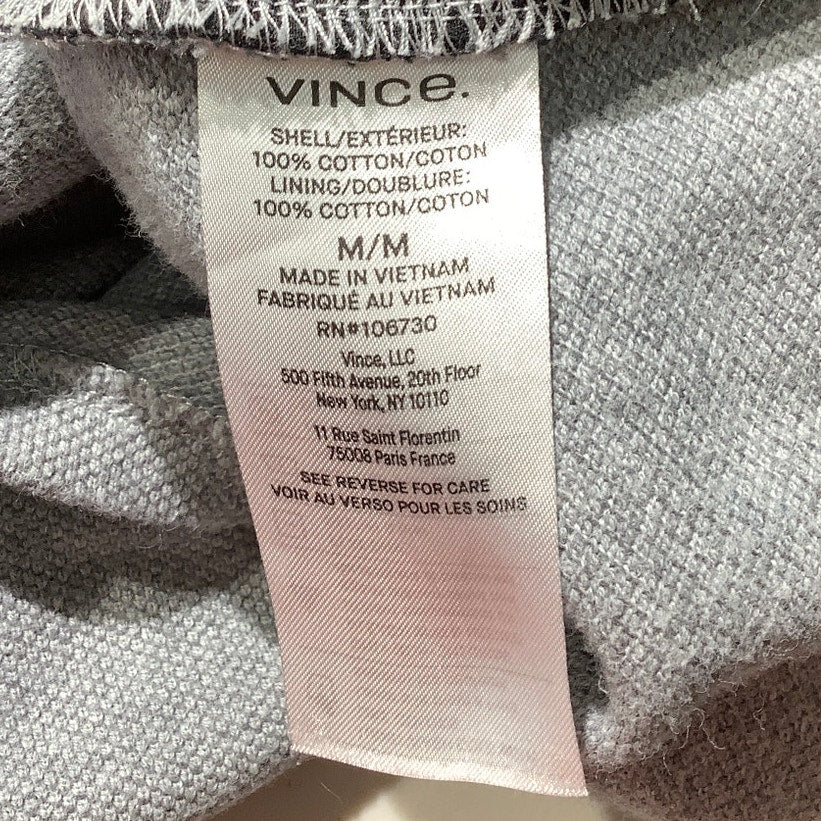 VINCe.
SHELL/EXTÉRIEUR:
100% COTTON/COTON
LINING/DOUBLURE:
100% COTTON/COTON
M/M
MADE IN VIETNAM
FABRIQUÉ AU VIETNAM
RN#106730
Vince, LLC
500 Fifth Avenue, 20th Floor
New York, NY 10110
11 Rue Saint Florentin
75008 Paris France
SEE REVERSE FOR CARE
VOIR AU VERSO POUR LES SOINS